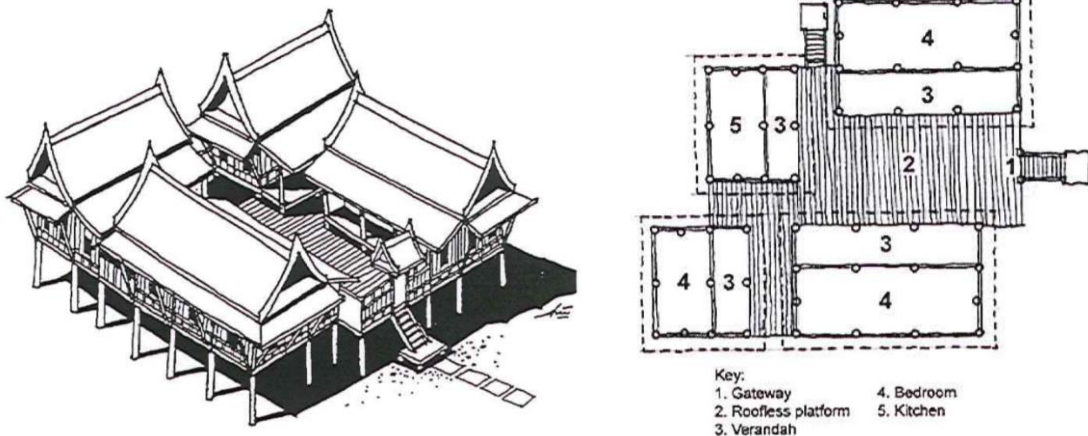 4
3
5 3
2
1
3
4 3
4
Key:
1. Gateway 4. Bedroom
2. Roofless platform 5. Kitchen
3. Verandah